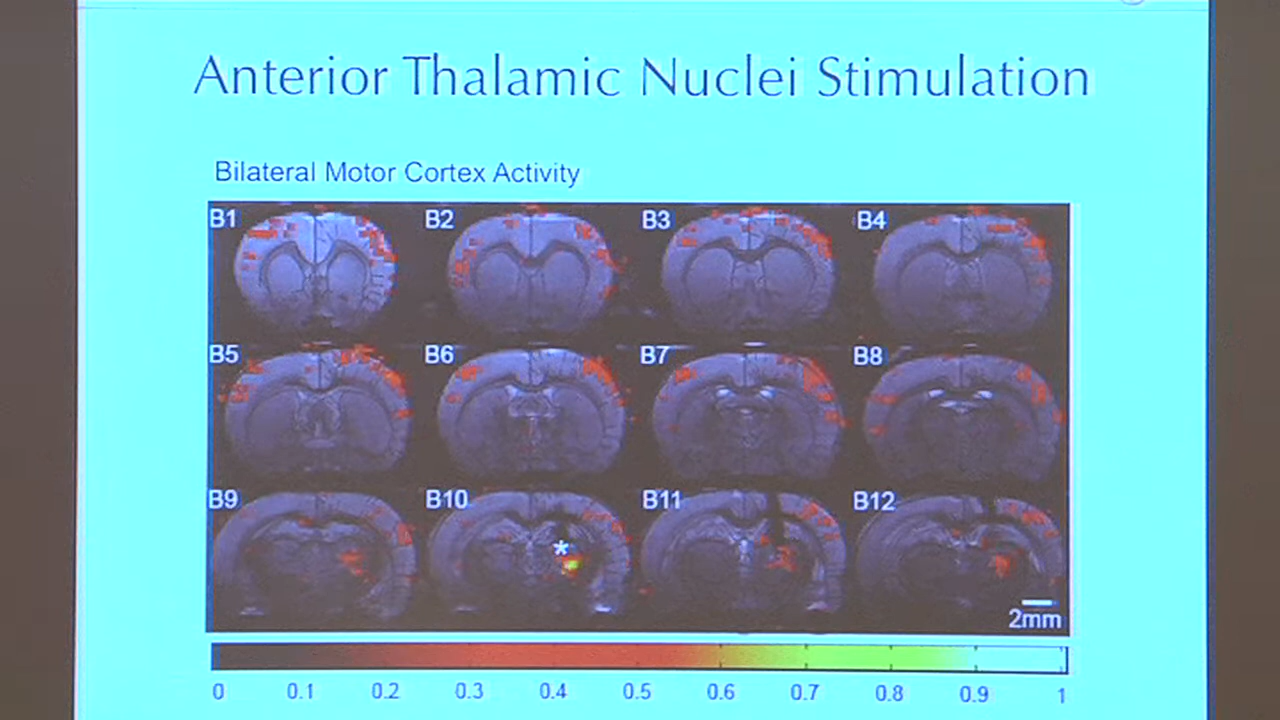 Anterior Thalamic Nuclei Stimulation
Bilateral Motor Cortex Activity
B1 B2 B3 B4
B5 B6 B7 B8
B9 B10 B11 B12
*
2mm
0 0.1 0.2 0.3 0.4 0.5 0.6 0.7 0.8 0.9 1